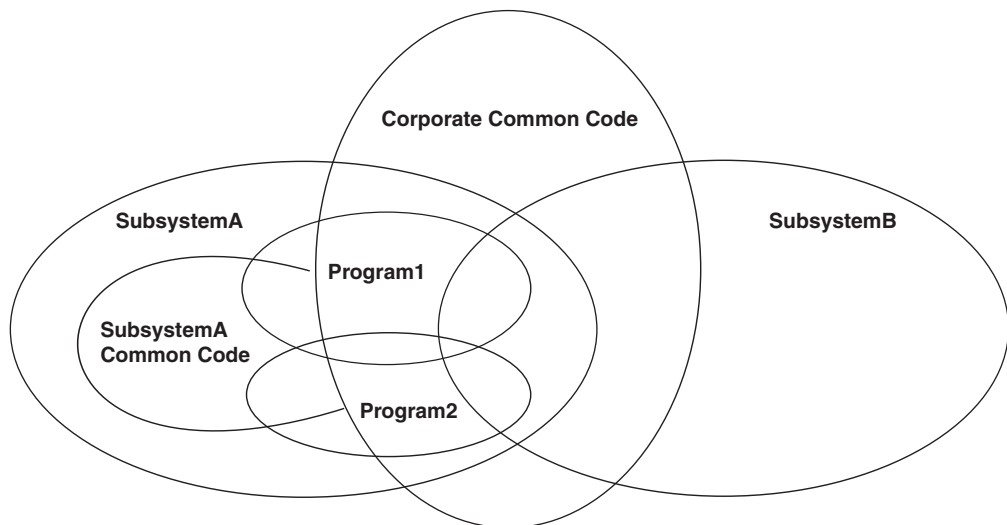 Corporate Common Code
SubsystemA
SubsystemB
Program1
SubsystemA
Common Code
Program2